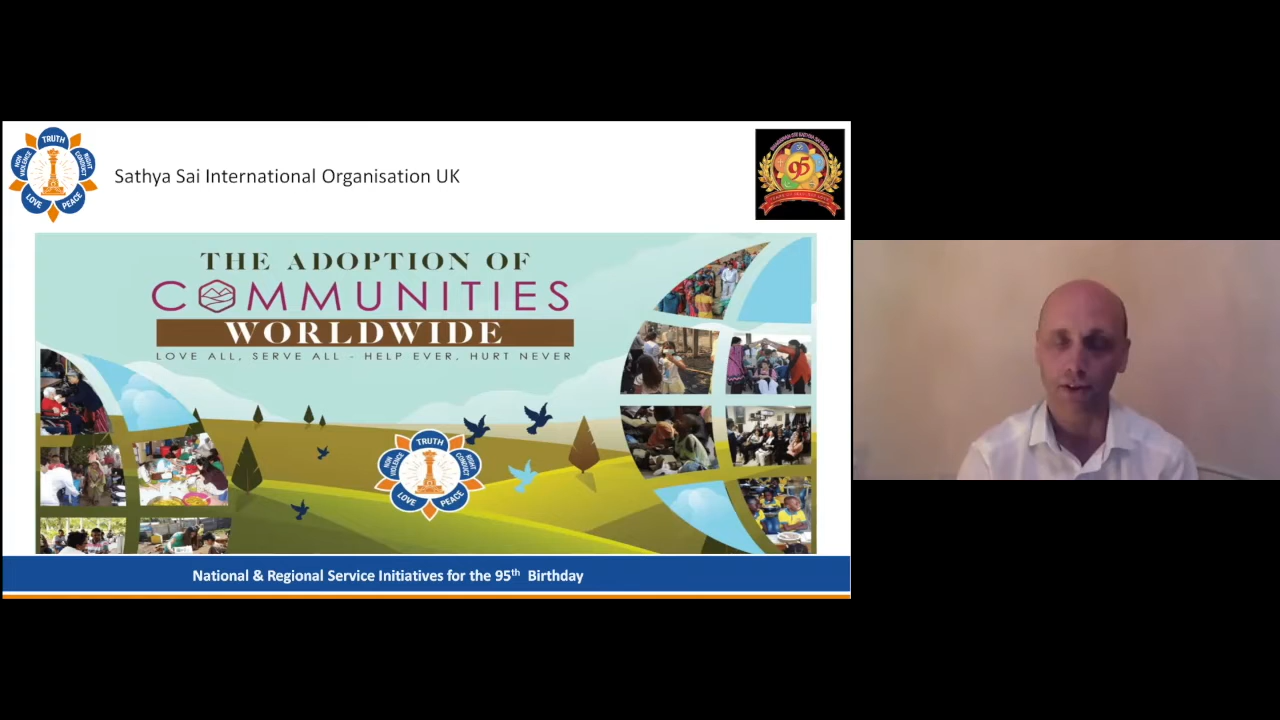 TRUTH
NON VIOLENCE
RIGHT CONDUCT
LOVE
PEACE
Sathya Sai International Organisation UK
95
THE ADOPTION OF
COMMUNITIES
WORLDWIDE
LOVE ALL, SERVE ALL - HELP EVER, HURT NEVER
TRUTH
NON VIOLENCE
RIGHT CONDUCT
LOVE
PEACE
National & Regional Service Initiatives for the 95th Birthday